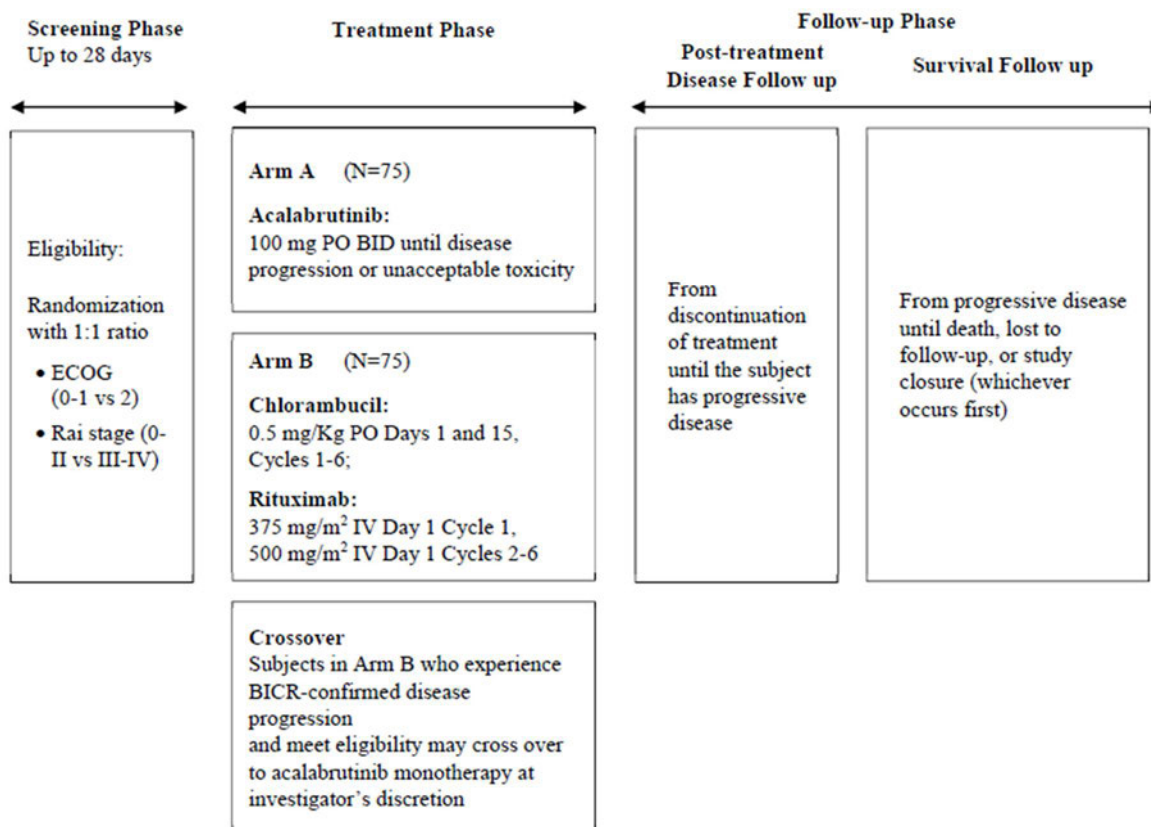 Screening Phase
Up to 28 days
Treatment Phase
Follow-up Phase
Post-treatment
Disease Follow up
Survival Follow up
Eligibility:
Randomization
with 1:1 ratio
• ECOG
(0-1 vs 2)
• Rai stage (0-
II vs III-IV)
Arm A (N=75)
Acalabrutinib:
100 mg PO BID until disease
progression or unacceptable toxicity
Arm B (N=75)
Chlorambucil:
0.5 mg/Kg PO Days 1 and 15,
Cycles 1-6;
Rituximab:
375 mg/m² IV Day 1 Cycle 1,
500 mg/m² IV Day 1 Cycles 2-6
Crossover
Subjects in Arm B who experience
BICR-confirmed disease
progression
and meet eligibility may cross over
to acalabrutinib monotherapy at
investigator’s discretion
From
discontinuation
of treatment
until the subject
has progressive
disease
From progressive disease
until death, lost to
follow-up, or study
closure (whichever
occurs first)